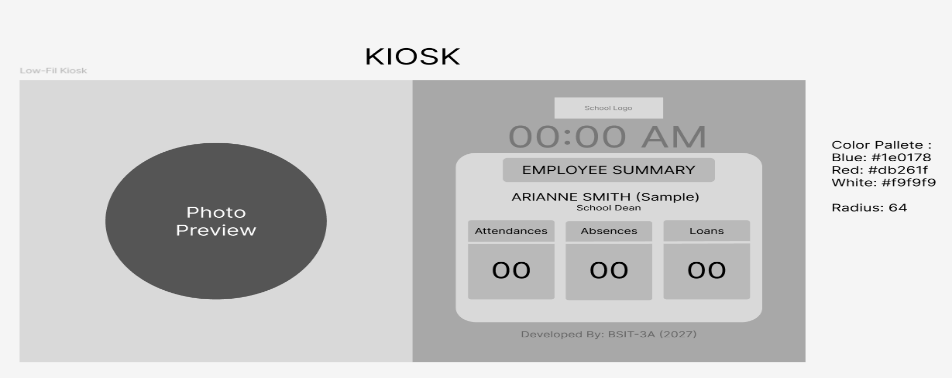 KIOSK
Low-Fil Kiosk
School Logo
00:00 AM
EMPLOYEE SUMMARY
ARIANNE SMITH (Sample)
School Dean
Photo
Preview
Attendances
Absences
Loans
00
00
00
Developed By: BSIT-3A (2027)
Color Pallete :
Blue: #1e0178
Red: #db261f
White: #f9f9f9
Radius: 64